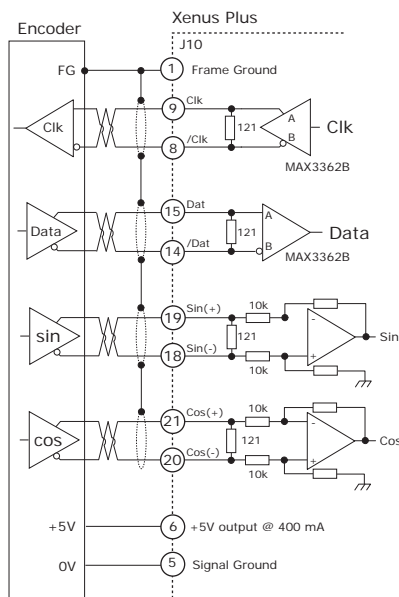 Xenus Plus
Encoder
J10
FG 1 Frame Ground
Clk 9 Clk 121 A B Clk
8 /Clk
MAX3362B
Data 15 Dat 121 A B Data
14 /Dat
MAX3362B
sin 19 Sin(+) 10k 121 - + Sin
18 Sin(-) 10k
cos 21 Cos(+) 10k 121 - + Cos
20 Cos(-) 10k
+5V 6 +5V output @ 400 mA
0V 5 Signal Ground